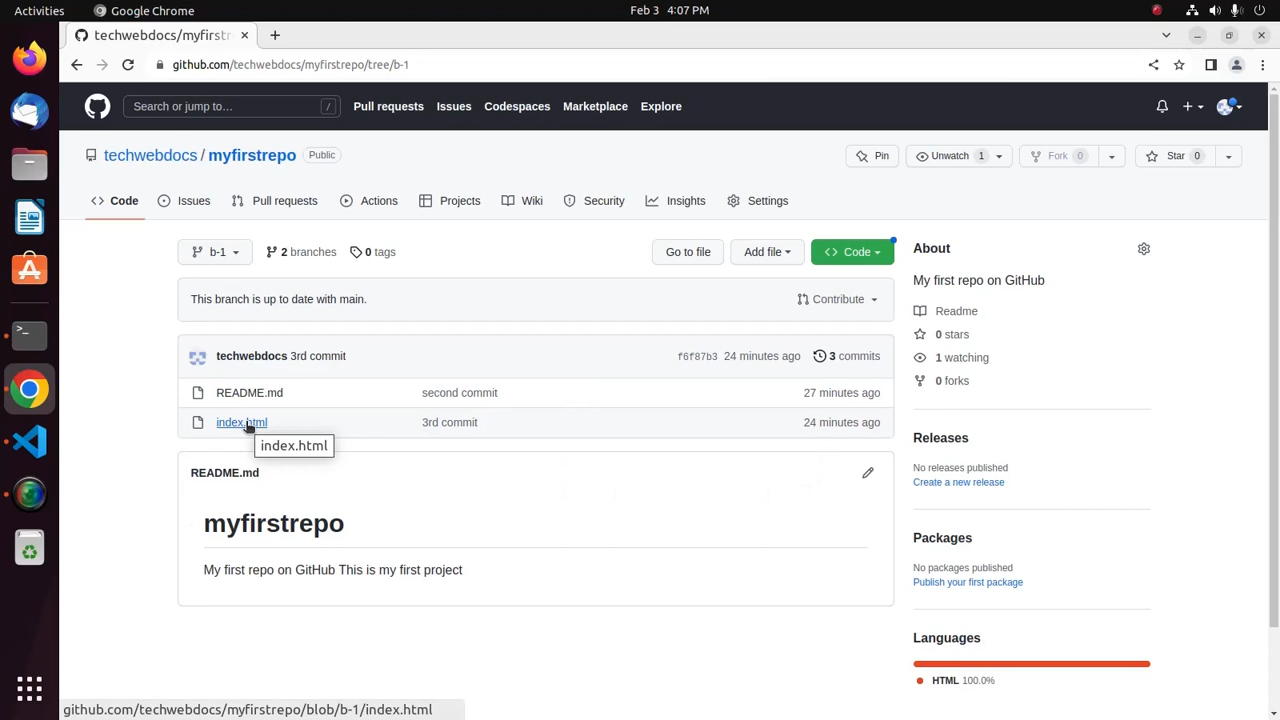 Activities Google Chrome Feb 3 4:07 PM
techwebdocs/myfirstr
github.com/techwebdocs/myfirstrepo/tree/b-1
Search or jump to… / Pull requests Issues Codespaces Marketplace Explore
techwebdocs / myfirstrepo Public Pin Unwatch 1 Fork 0 Star 0
Code Issues Pull requests Actions Projects Wiki Security Insights Settings
b-1 2 branches 0 tags Go to file Add file Code
About
My first repo on GitHub
This branch is up to date with main. Contribute
Readme
0 stars
techwebdocs 3rd commit f6f87b3 24 minutes ago 3 commits
1 watching
0 forks
README.md second commit 27 minutes ago
index.html 3rd commit 24 minutes ago
index.html
Releases
No releases published
Create a new release
README.md
myfirstrepo
My first repo on GitHub This is my first project
Packages
No packages published
Publish your first package
Languages
HTML 100.0%
github.com/techwebdocs/myfirstrepo/blob/b-1/index.html